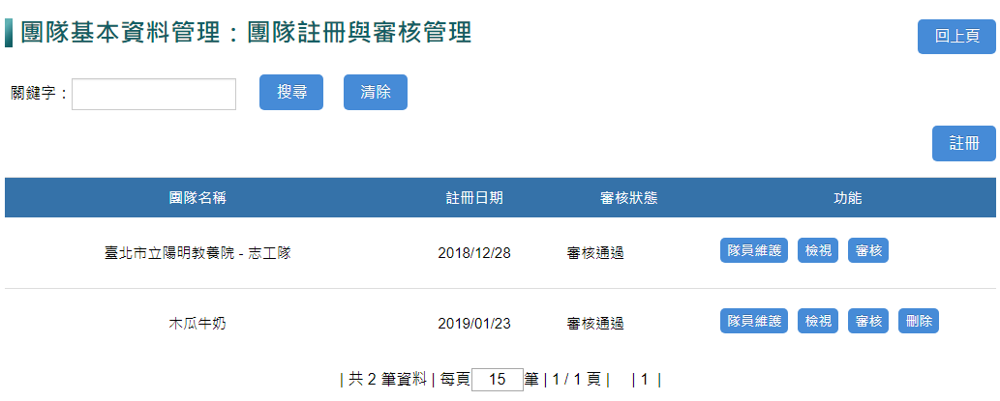 團隊基本資料管理：團隊註冊與審核管理
回上頁
關鍵字： 搜尋 清除
註冊
團隊名稱 註冊日期 審核狀態 功能
臺北市立陽明教養院 - 志工隊 2018/12/28 審核通過 隊員維護 檢視 審核
木瓜牛奶 2019/01/23 審核通過 隊員維護 檢視 審核 刪除
| 共 2 筆資料 | 每頁 15 筆 | 1 / 1 頁 | | 1 |